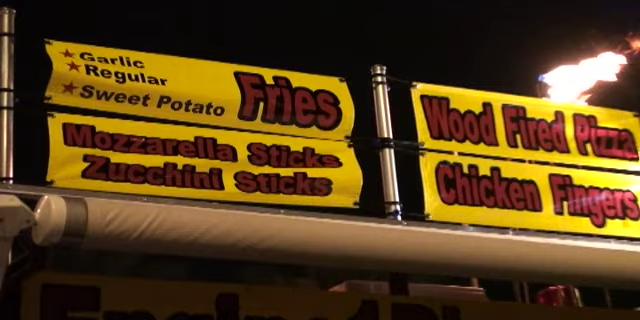 Garlic
Regular
Sweet Potato
Fries
Mozzarella Sticks
Zucchini Sticks
Wood Fired Pizza
Chicken Fingers